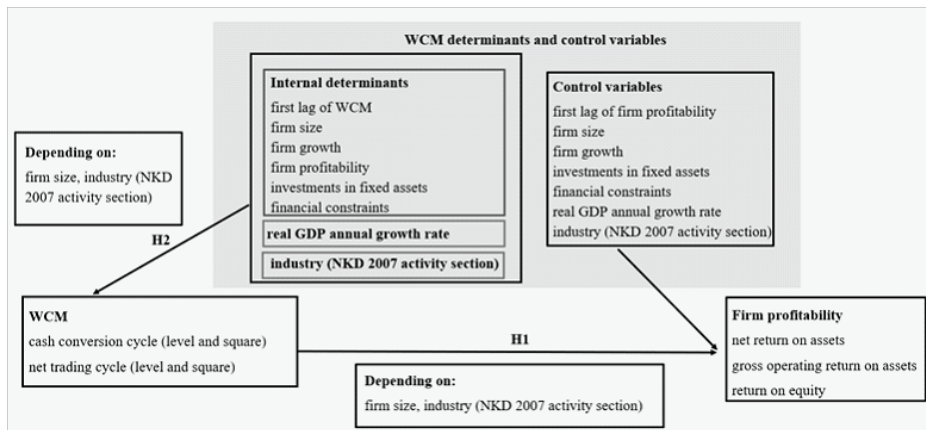 WCM determinants and control variables
Internal determinants
first lag of WCM
firm size
firm growth
firm profitability
investments in fixed assets
financial constraints
real GDP annual growth rate
industry (NKD 2007 activity section)
Control variables
first lag of firm profitability
firm size
firm growth
investments in fixed assets
financial constraints
real GDP annual growth rate
industry (NKD 2007 activity section)
Depending on:
firm size, industry (NKD
2007 activity section)
H2
WCM
cash conversion cycle (level and square)
net trading cycle (level and square)
H1
Depending on:
firm size, industry (NKD 2007 activity section)
Firm profitability
net return on assets
gross operating return on assets
return on equity